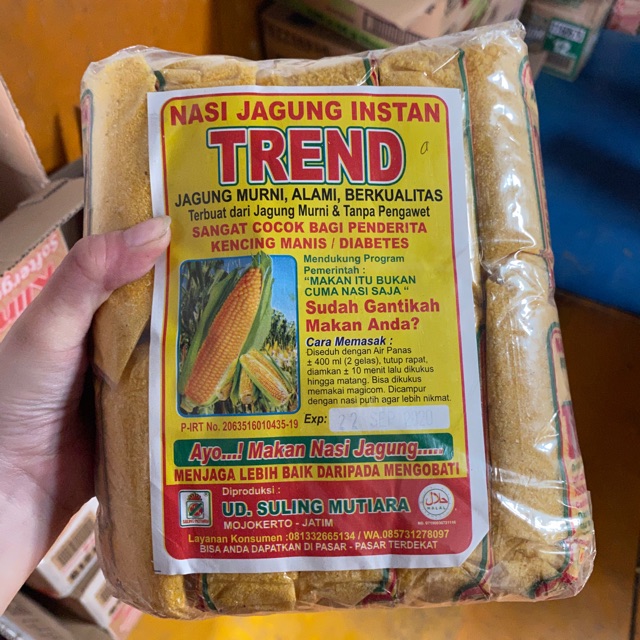 NASI JAGUNG INSTAN
TREND
JAGUNG MURNI, ALAMI, BERKUALITAS
Terbuat dari Jagung Murni & Tanpa Pengawet
SANGAT COCOK BAGI PENDERITA
KENCING MANIS / DIABETES
Mendukung Program
Pemerintah :
"MAKAN ITU BUKAN
CUMA NASI SAJA "
Sudah Gantikah
Makan Anda?
Cara Memasak :
Diseduh dengan Air Panas
± 400 ml (2 gelas), tutup rapat,
diamkan ± 10 menit lalu dikukus
hingga matang. Bisa dikukus
memakai magicom. Dicampur
dengan nasi putih agar lebih nikmat.
P-IRT No. 2063516010435-19
Exp: 22 SEP 2020
Ayo...! Makan Nasi Jagung.....
MENJAGA LEBIH BAIK DARIPADA MENGOBATI
Diproduksi :
UD. SULING MUTIARA
MOJOKERTO - JATIM
HALAL
Layanan Konsumen :081332665134 / WA.085731278097
BISA ANDA DAPATKAN DI PASAR - PASAR TERDEKAT